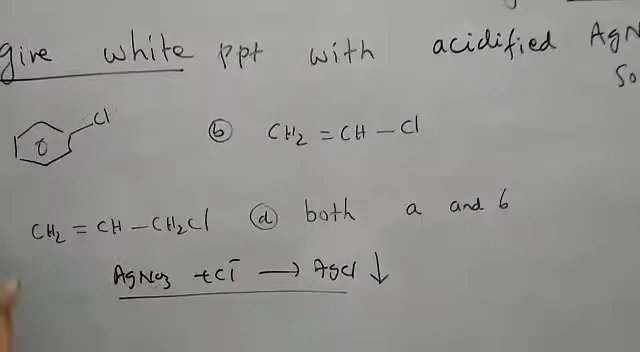 give white ppt with acidified AgN
So
Cl
(b) CH2 = CH - Cl
CH2 = CH - CH2Cl (d) both a and b
AgNO3 + Cl- → AgCl ↓